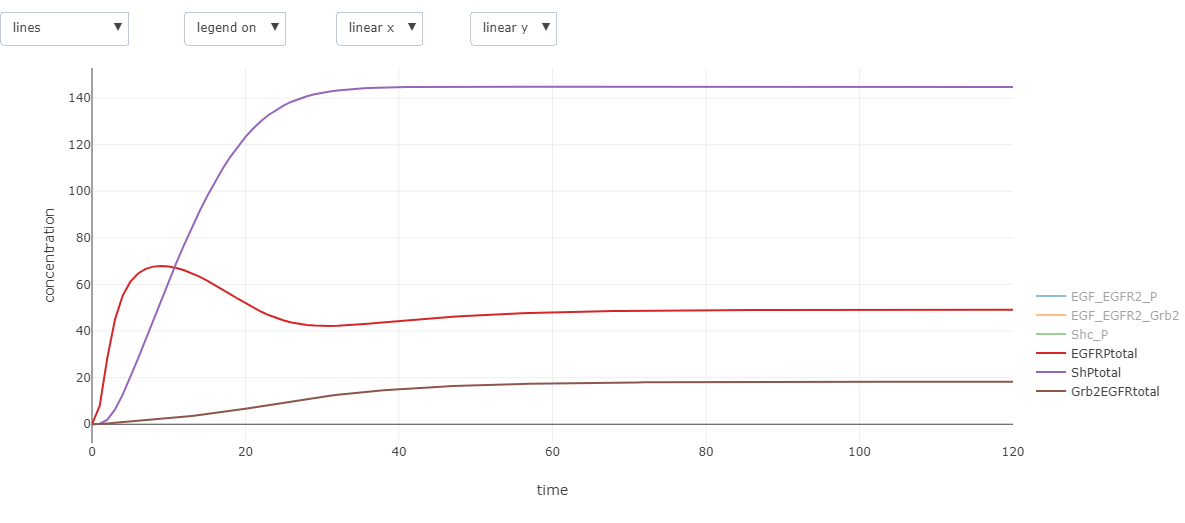 lines ▼ legend on ▼ linear x ▼ linear y ▼
140
120
100
80
60
40
20
0
concentration
0 20 40 60 80 100 120
time
EGF_EGFR2_P
EGF_EGFR2_Grb2
Shc_P
EGFRPtotal
ShPtotal
Grb2EGFRtotal